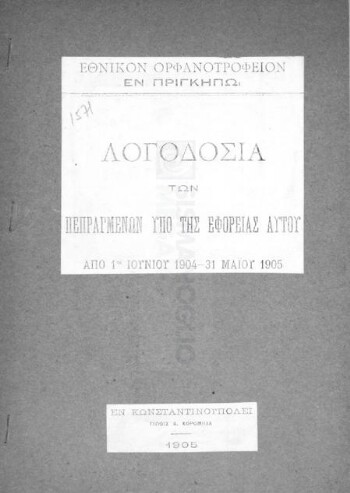 ΕΘΝΙΚΟΝ ΟΡΦΑΝΟΤΡΟΦΕΙΟΝ
ΕΝ ΠΡΙΓΚΗΠΩι
1571
ΛΟΓΟΔΟΣΙΑ
ΤΩΝ
ΠΕΠΡΑΓΜΕΝΩΝ ΥΠΟ ΤΗΣ ΕΦΟΡΕΙΑΣ ΑΥΤΟΥ
ΑΠΟ 1ης ΙΟΥΝΙΟΥ 1904–31 ΜΑΙΟΥ 1905
ΕΝ ΚΩΝΣΤΑΝΤΙΝΟΥΠΟΛΕΙ
1905